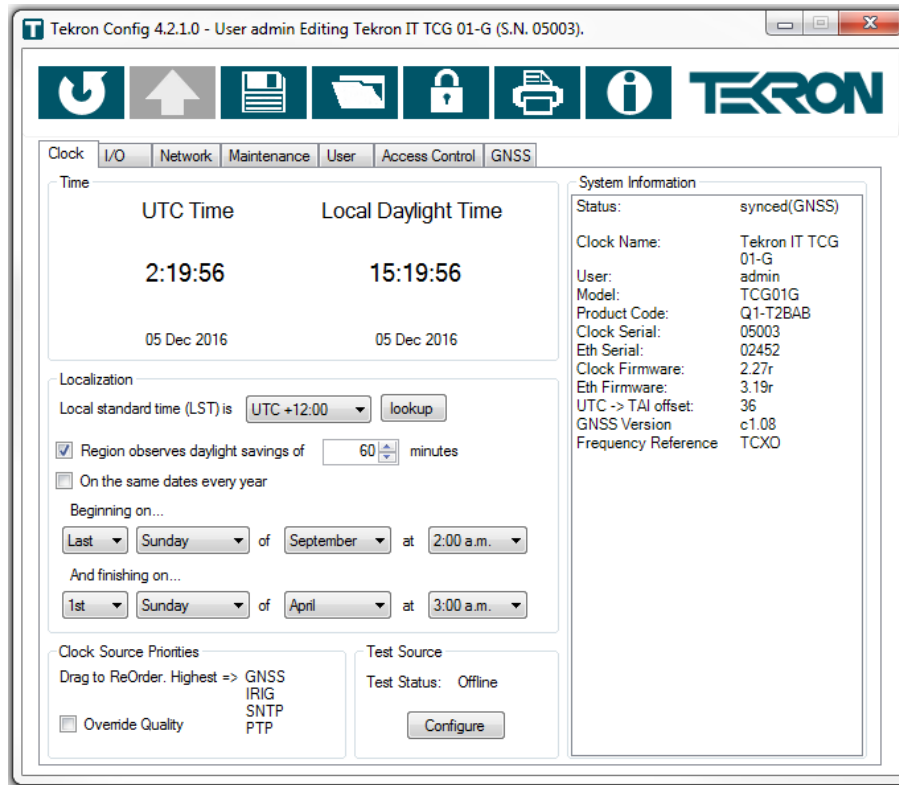 Tekron Config 4.2.1.0 - User admin Editing Tekron IT TCG 01-G (S.N. 05003).
TEKRON
Clock I/O Network Maintenance User Access Control GNSS
Time
UTC Time Local Daylight Time
2:19:56 15:19:56
05 Dec 2016 05 Dec 2016
Localization
Local standard time (LST) is UTC +12:00 lookup
Region observes daylight savings of 60 minutes
On the same dates every year
Beginning on...
Last Sunday of September at 2:00 a.m.
And finishing on...
1st Sunday of April at 3:00 a.m.
Clock Source Priorities
Drag to ReOrder. Highest => GNSS
IRIG
SNTP
Override Quality PTP
Test Source
Test Status: Offline
Configure
System Information
Status: synced(GNSS)
Clock Name: Tekron IT TCG
01-G
User: admin
Model: TCG01G
Product Code: Q1-T2BAB
Clock Serial: 05003
Eth Serial: 02452
Clock Firmware: 2.27r
Eth Firmware: 3.19r
UTC -> TAI offset: 36
GNSS Version c1.08
Frequency Reference TCXO